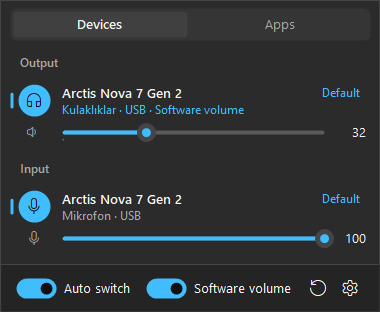 Devices
Apps
Output
Arctis Nova 7 Gen 2
Default
Kulaklıklar · USB · Software volume
32
Input
Arctis Nova 7 Gen 2
Default
Mikrofon · USB
100
Auto switch
Software volume